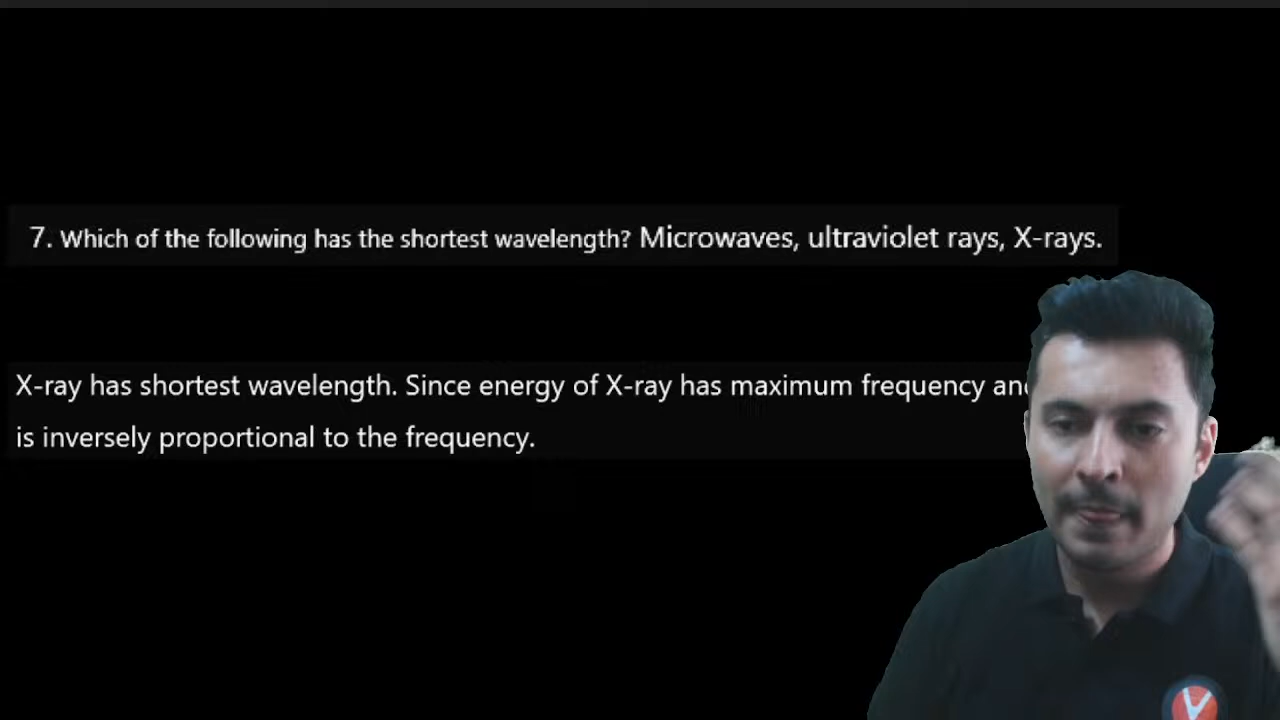 7. Which of the following has the shortest wavelength? Microwaves, ultraviolet rays, X-rays.
X-ray has shortest wavelength. Since energy of X-ray has maximum frequency and
is inversely proportional to the frequency.